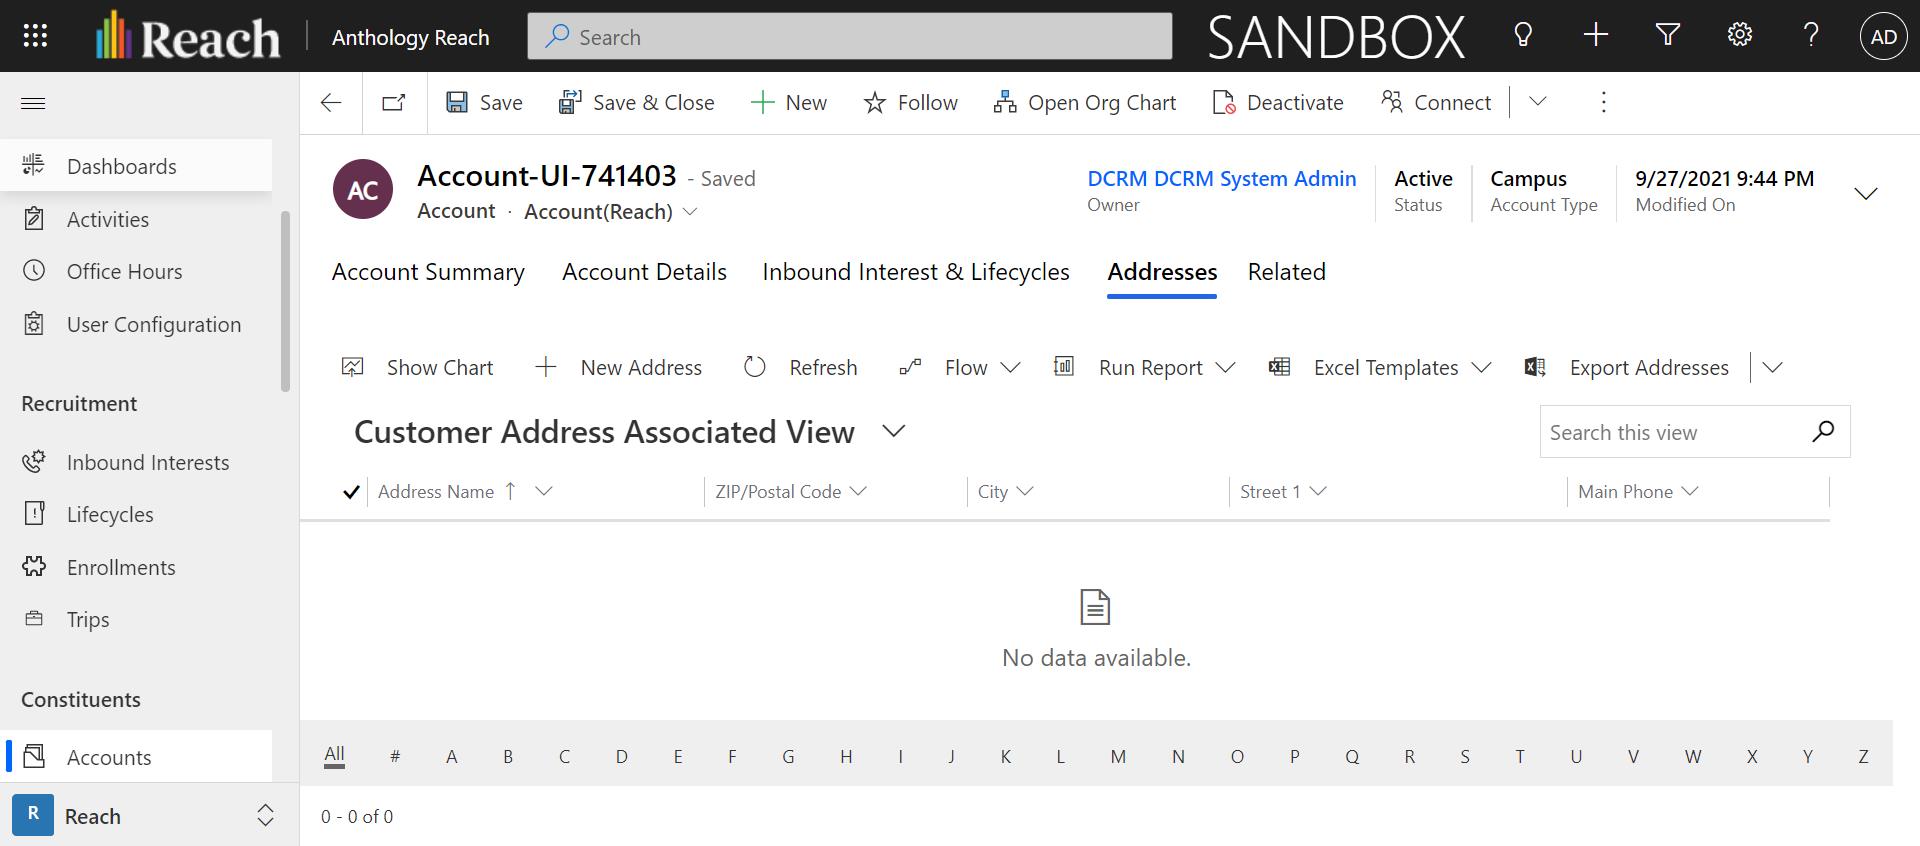 Reach
Anthology Reach
Search
SANDBOX
AD
Save
Save & Close
New
Follow
Open Org Chart
Deactivate
Connect
Dashboards
Activities
Office Hours
User Configuration
Recruitment
Inbound Interests
Lifecycles
Enrollments
Trips
Constituents
Accounts
R
Reach
AC
Account-UI-741403 - Saved
Account · Account(Reach)
DCRM DCRM System Admin
Owner
Active
Status
Campus
Account Type
9/27/2021 9:44 PM
Modified On
Account Summary
Account Details
Inbound Interest & Lifecycles
Addresses
Related
Show Chart
New Address
Refresh
Flow
Run Report
Excel Templates
Export Addresses
Customer Address Associated View
Search this view
Address Name
ZIP/Postal Code
City
Street 1
Main Phone
No data available.
All # A B C D E F G H I J K L M N O P Q R S T U V W X Y Z
0 - 0 of 0